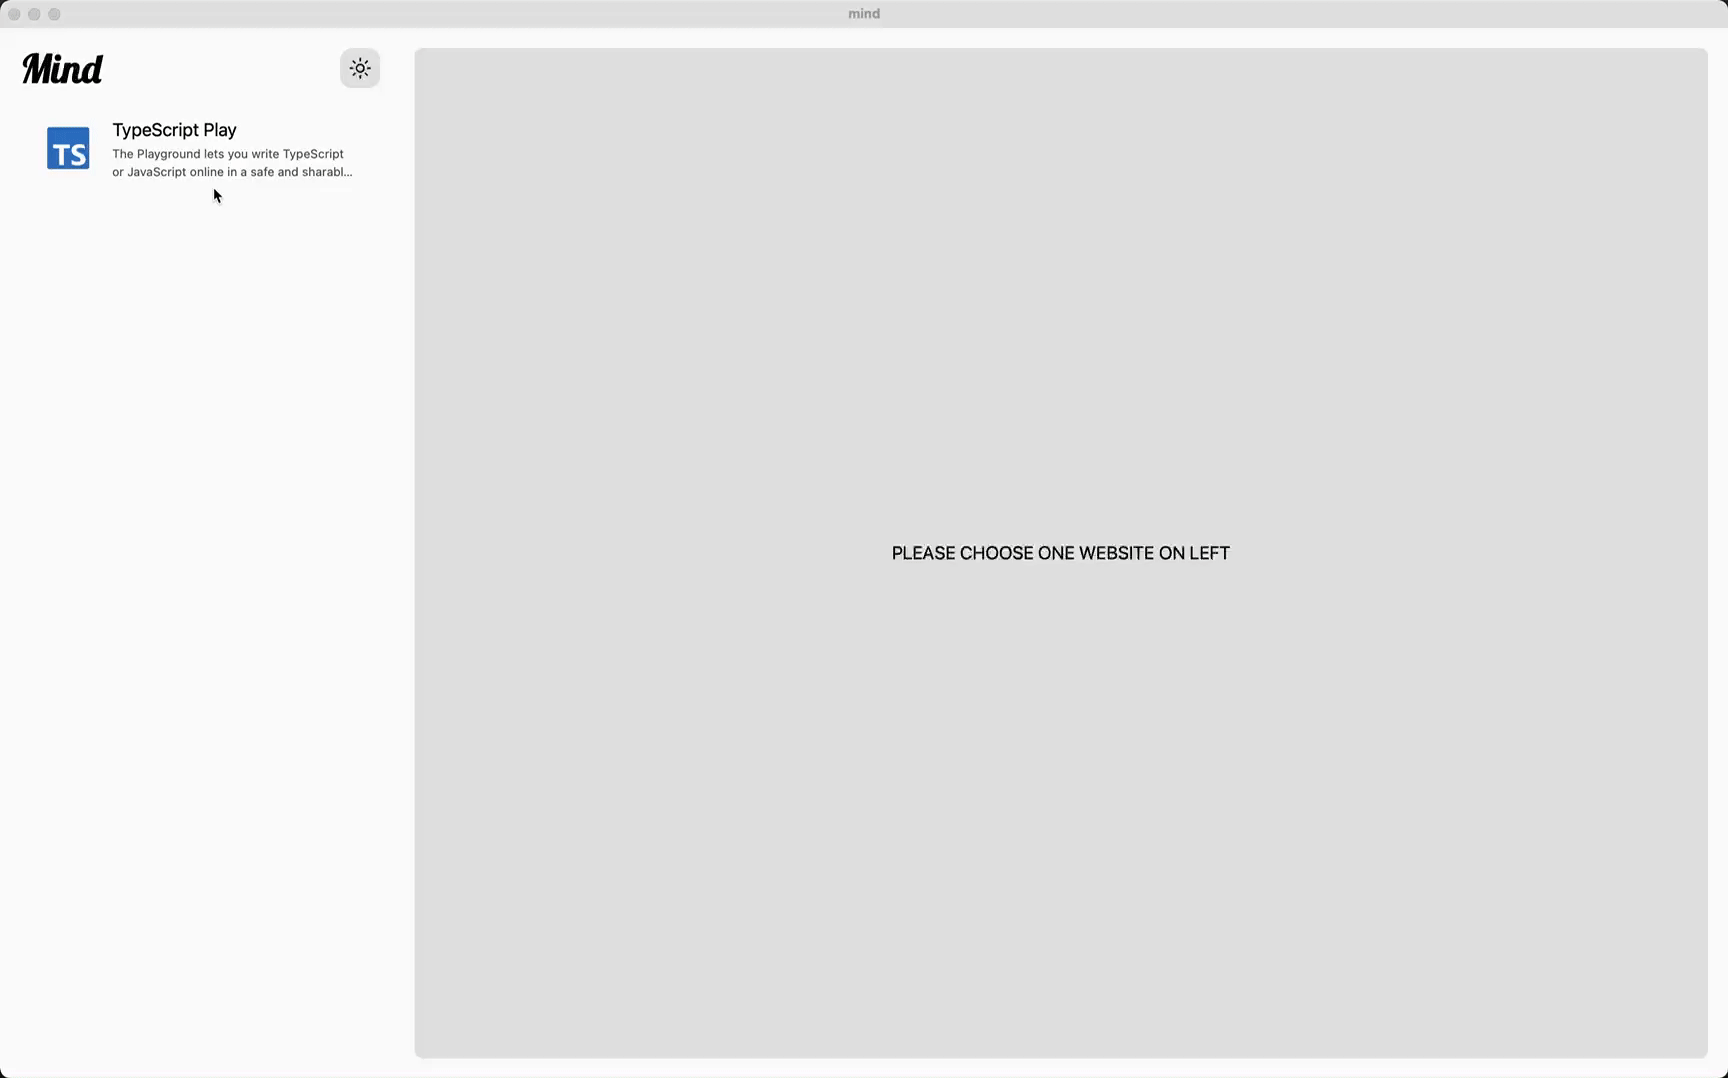 mind
Mind
TypeScript Play
TS
The Playground lets you write TypeScript
or JavaScript online in a safe and sharabl...
PLEASE CHOOSE ONE WEBSITE ON LEFT